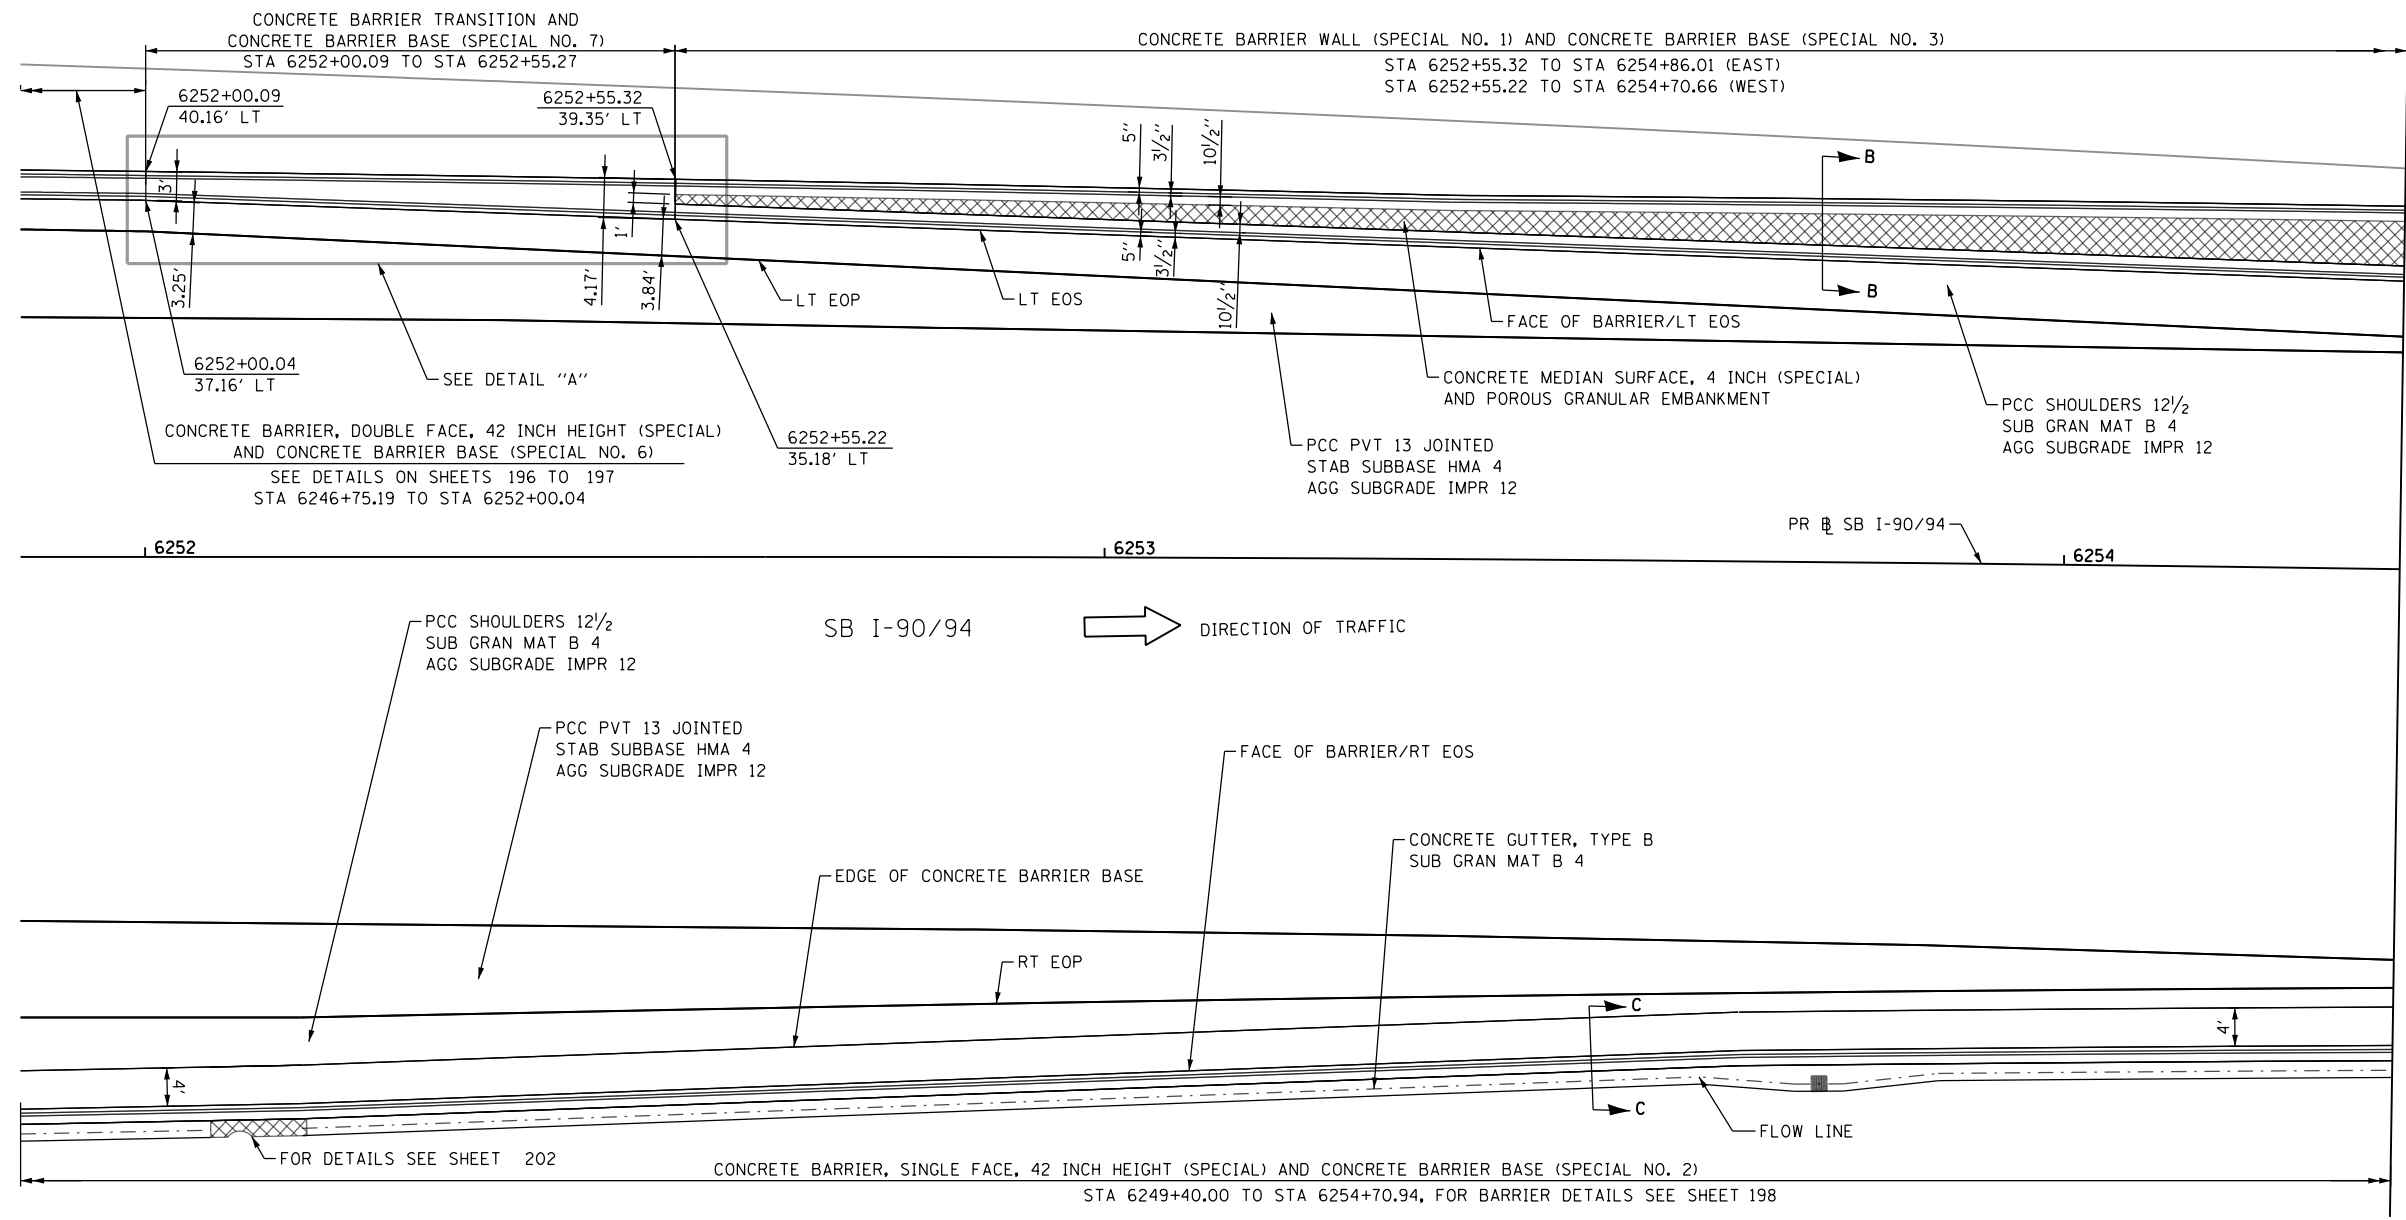 CONCRETE BARRIER TRANSITION AND
CONCRETE BARRIER BASE (SPECIAL NO. 7)
STA 6252+00.09 TO STA 6252+55.27
CONCRETE BARRIER WALL (SPECIAL NO. 1) AND CONCRETE BARRIER BASE (SPECIAL NO. 3)
STA 6252+55.32 TO STA 6254+86.01 (EAST)
STA 6252+55.22 TO STA 6254+70.66 (WEST)
6252+00.09
40.16' LT
6252+55.32
39.35' LT
5"
3 1/2"
10 1/2"
B
3'
1'
3.25'
4.17'
3.84'
5"
3 1/2"
10 1/2"
B
LT EOP
LT EOS
FACE OF BARRIER/LT EOS
6252+00.04
37.16' LT
SEE DETAIL "A"
CONCRETE MEDIAN SURFACE, 4 INCH (SPECIAL)
AND POROUS GRANULAR EMBANKMENT
PCC SHOULDERS 12 1/2
SUB GRAN MAT B 4
AGG SUBGRADE IMPR 12
CONCRETE BARRIER, DOUBLE FACE, 42 INCH HEIGHT (SPECIAL)
AND CONCRETE BARRIER BASE (SPECIAL NO. 6)
SEE DETAILS ON SHEETS 196 TO 197
STA 6246+75.19 TO STA 6252+00.04
6252+55.22
35.18' LT
PCC PVT 13 JOINTED
STAB SUBBASE HMA 4
AGG SUBGRADE IMPR 12
PR ⅊ SB I-90/94
6252
6253
6254
PCC SHOULDERS 12 1/2
SUB GRAN MAT B 4
AGG SUBGRADE IMPR 12
SB I-90/94
DIRECTION OF TRAFFIC
PCC PVT 13 JOINTED
STAB SUBBASE HMA 4
AGG SUBGRADE IMPR 12
FACE OF BARRIER/RT EOS
CONCRETE GUTTER, TYPE B
SUB GRAN MAT B 4
EDGE OF CONCRETE BARRIER BASE
RT EOP
C
4'
4'
C
FLOW LINE
FOR DETAILS SEE SHEET 202
CONCRETE BARRIER, SINGLE FACE, 42 INCH HEIGHT (SPECIAL) AND CONCRETE BARRIER BASE (SPECIAL NO. 2)
STA 6249+40.00 TO STA 6254+70.94, FOR BARRIER DETAILS SEE SHEET 198